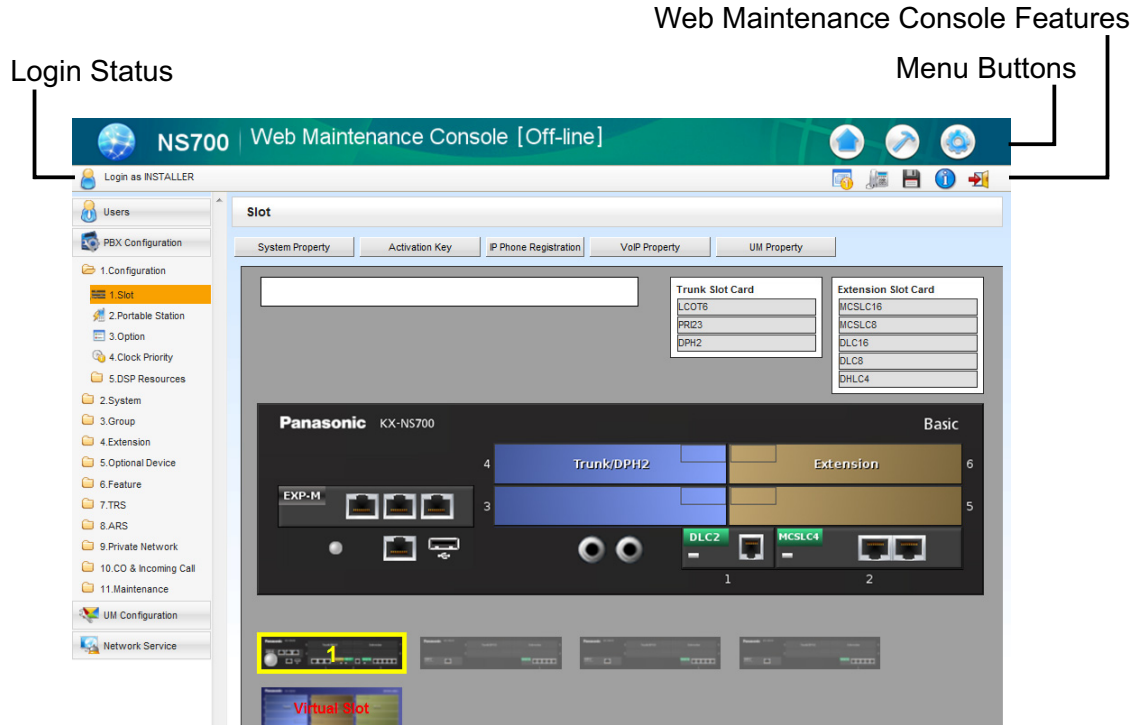 Web Maintenance Console Features
Login Status
Menu Buttons
NS700
Web Maintenance Console [Off-line]
Login as INSTALLER
Users
PBX Configuration
1.Configuration
1.Slot
2.Portable Station
3.Option
4.Clock Priority
5.DSP Resources
2.System
3.Group
4.Extension
5.Optional Device
6.Feature
7.TRS
8.ARS
9.Private Network
10.CO & Incoming Call
11.Maintenance
UM Configuration
Network Service
Slot
System Property
Activation Key
IP Phone Registration
VoIP Property
UM Property
Trunk Slot Card
LCOT6
PRI23
DPH2
Extension Slot Card
MCSLC16
MCSLC8
DLC16
DLC8
DHLC4
Panasonic KX-NS700
Basic
4
Trunk/DPH2
Extension
6
EXP-M
3
5
DLC2
MCSLC4
1
2
1
Virtual Slot